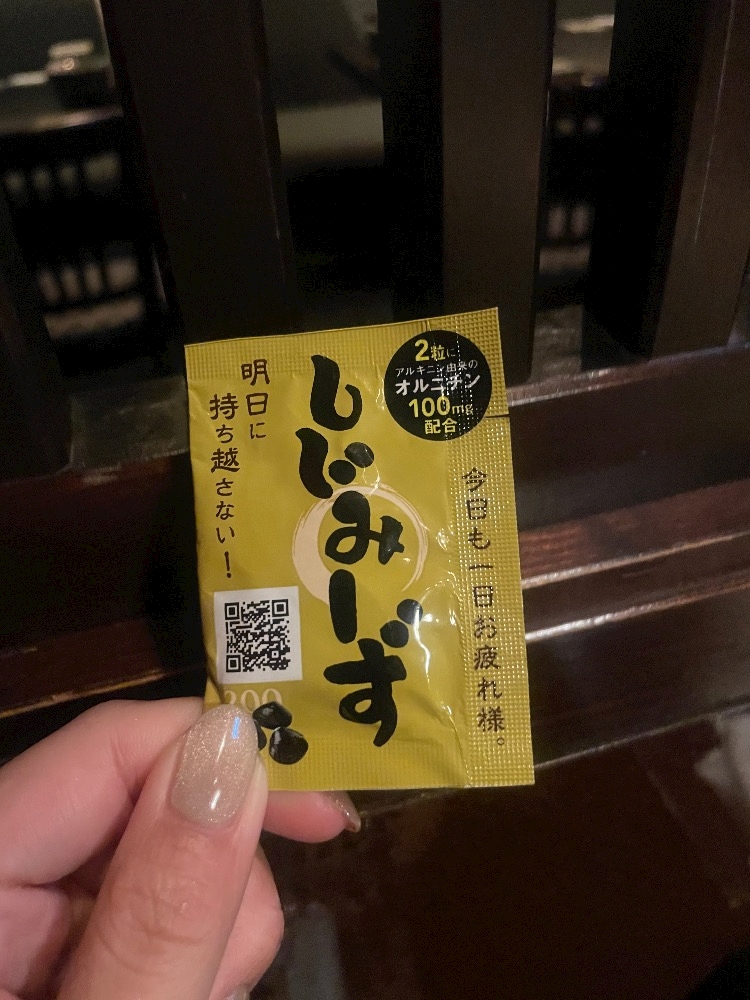 2粒に
アルギニン由来の
オルニチン
100mg
配合
今日も一日お疲れ様。
しじみーず
明日に
持ち越さない！